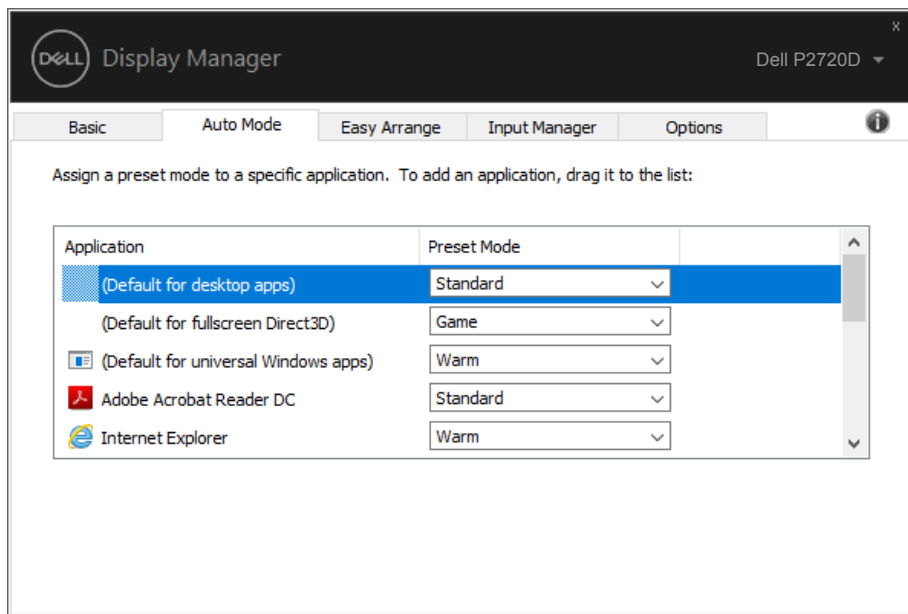 x
DELL Display Manager
Dell P2720D
Basic Auto Mode Easy Arrange Input Manager Options
Assign a preset mode to a specific application. To add an application, drag it to the list:
Application Preset Mode
(Default for desktop apps) Standard
(Default for fullscreen Direct3D) Game
(Default for universal Windows apps) Warm
Adobe Acrobat Reader DC Standard
Internet Explorer Warm